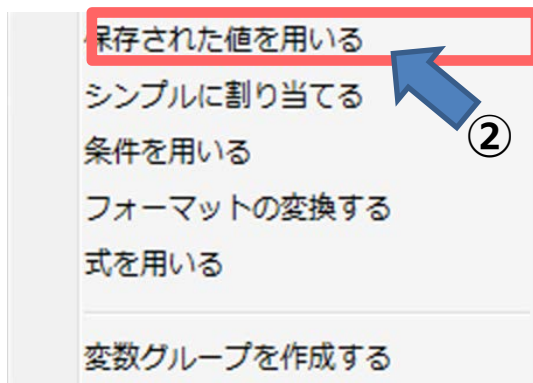 保存された値を用いる
シンプルに割り当てる
②
条件を用いる
フォーマットの変換する
式を用いる
変数グループを作成する